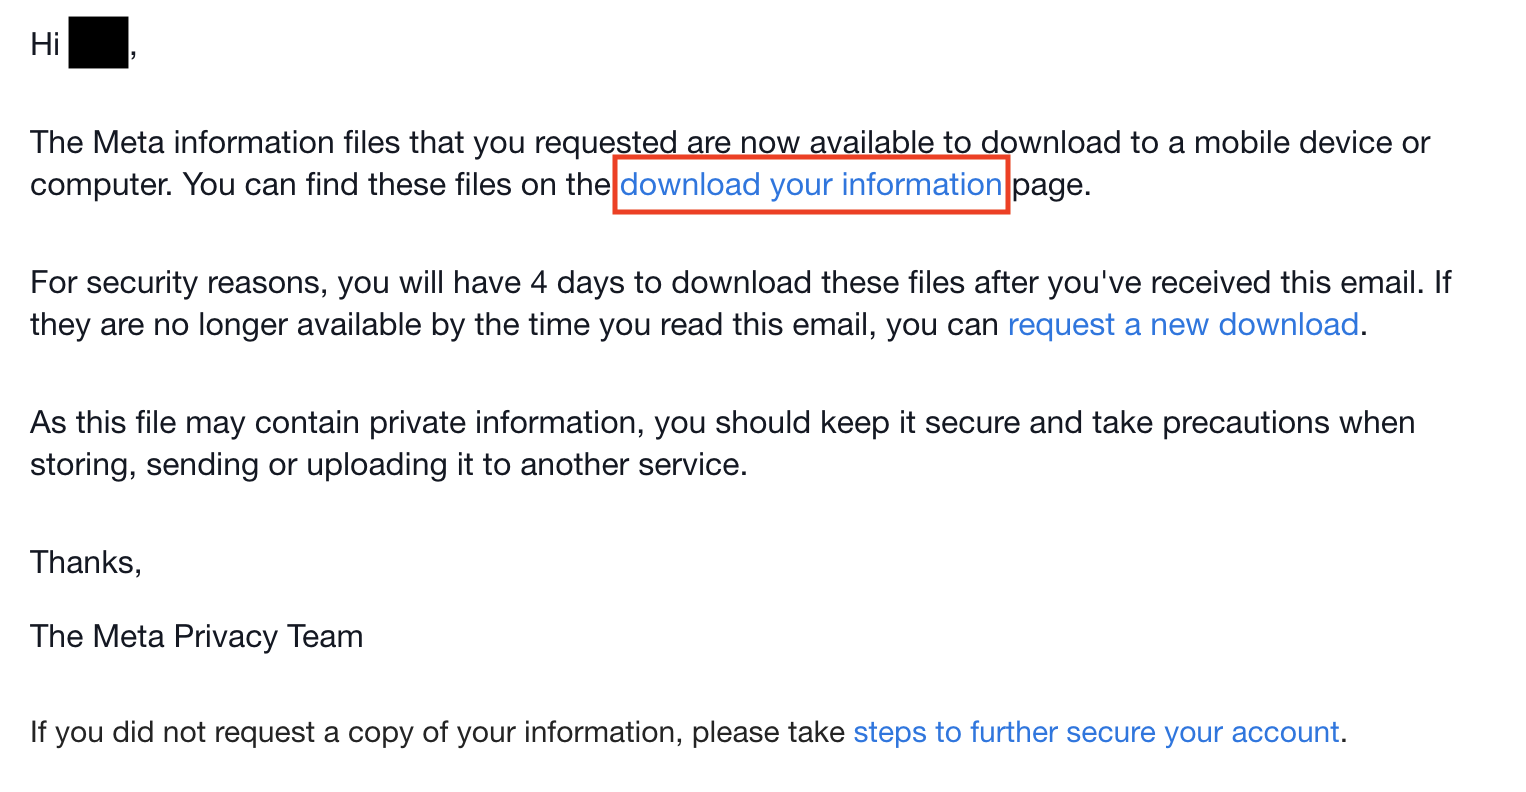 Hi ,
The Meta information files that you requested are now available to download to a mobile device or
computer. You can find these files on the download your information page.
For security reasons, you will have 4 days to download these files after you've received this email. If
they are no longer available by the time you read this email, you can request a new download.
As this file may contain private information, you should keep it secure and take precautions when
storing, sending or uploading it to another service.
Thanks,
The Meta Privacy Team
If you did not request a copy of your information, please take steps to further secure your account.